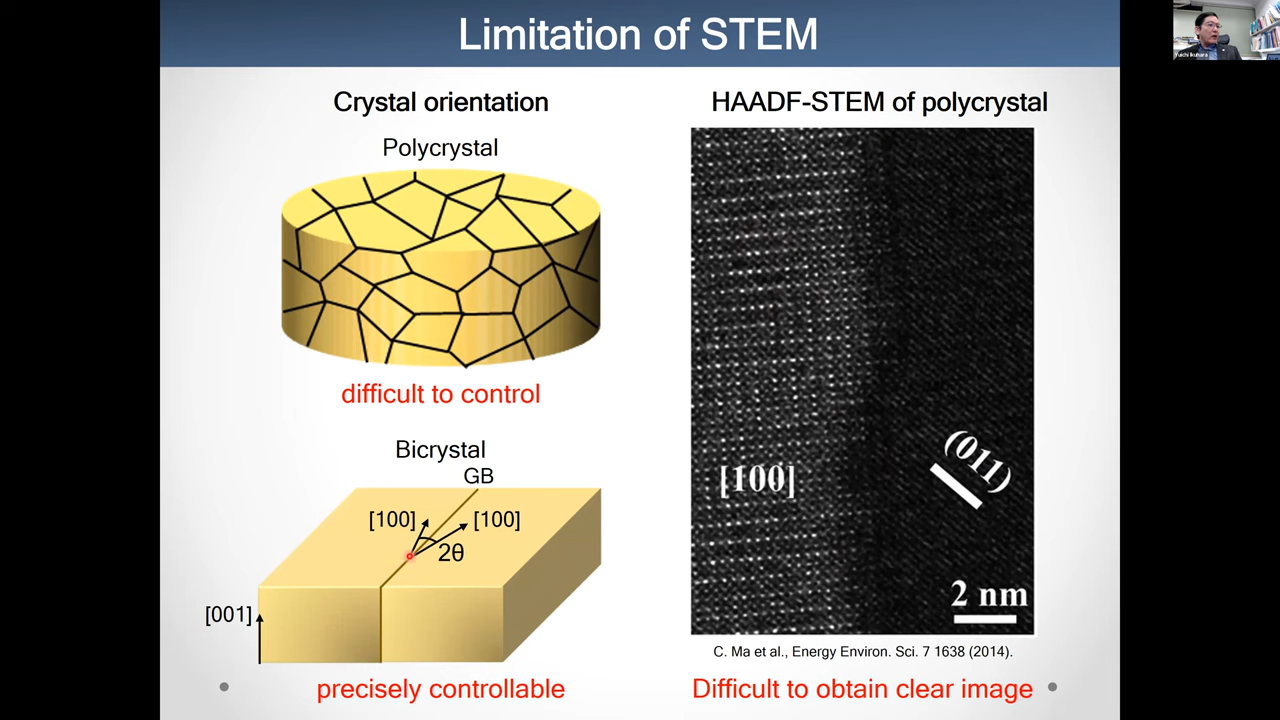 Limitation of STEM
Yuichi Ikuhara
Crystal orientation
Polycrystal
difficult to control
Bicrystal
GB
[100]
[100]
2θ
[001]
precisely controllable
HAADF-STEM of polycrystal
[100]
(011)
2 nm
C. Ma et al., Energy Environ. Sci. 7 1638 (2014).
Difficult to obtain clear image